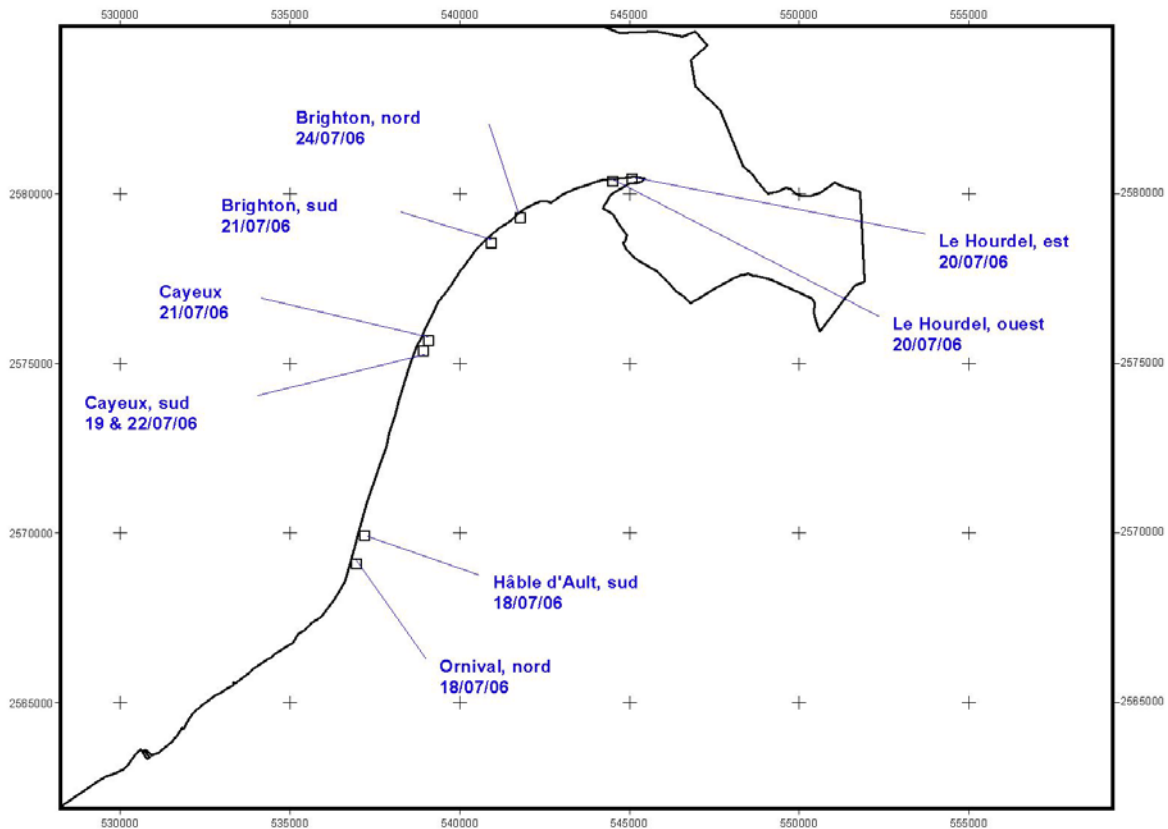 530000 535000 540000 545000 550000 555000
Brighton, nord
24/07/06
2580000
2580000
Brighton, sud
21/07/06
Le Hourdel, est
20/07/06
Cayeux
21/07/06
Le Hourdel, ouest
20/07/06
2575000
2575000
Cayeux, sud
19 & 22/07/06
2570000
2570000
Hâble d'Ault, sud
18/07/06
Ornival, nord
18/07/06
2565000
2565000
530000 535000 540000 545000 550000 555000